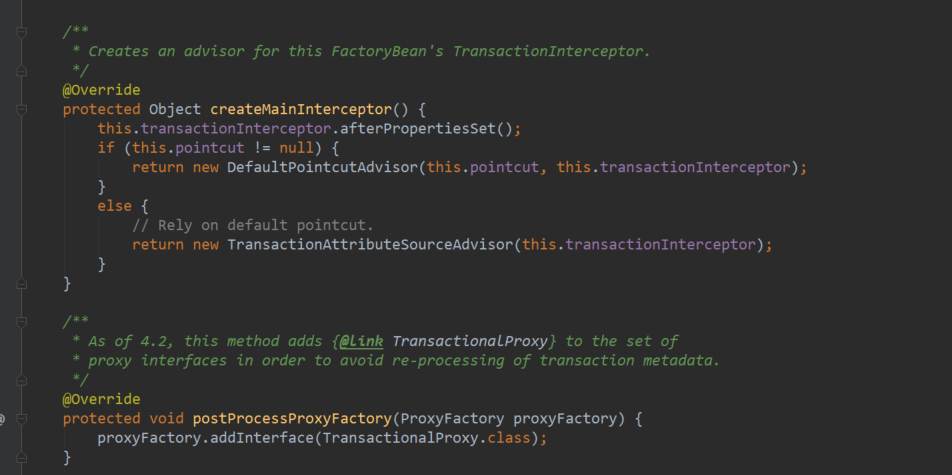 /**
 * Creates an advisor for this FactoryBean's TransactionInterceptor.
 */
@Override
protected Object createMainInterceptor() {
    this.transactionInterceptor.afterPropertiesSet();
    if (this.pointcut != null) {
        return new DefaultPointcutAdvisor(this.pointcut, this.transactionInterceptor);
    }
    else {
        // Rely on default pointcut.
        return new TransactionAttributeSourceAdvisor(this.transactionInterceptor);
    }
}

/**
 * As of 4.2, this method adds {@link TransactionalProxy} to the set of
 * proxy interfaces in order to avoid re-processing of transaction metadata.
 */
@Override
protected void postProcessProxyFactory(ProxyFactory proxyFactory) {
    proxyFactory.addInterface(TransactionalProxy.class);
}